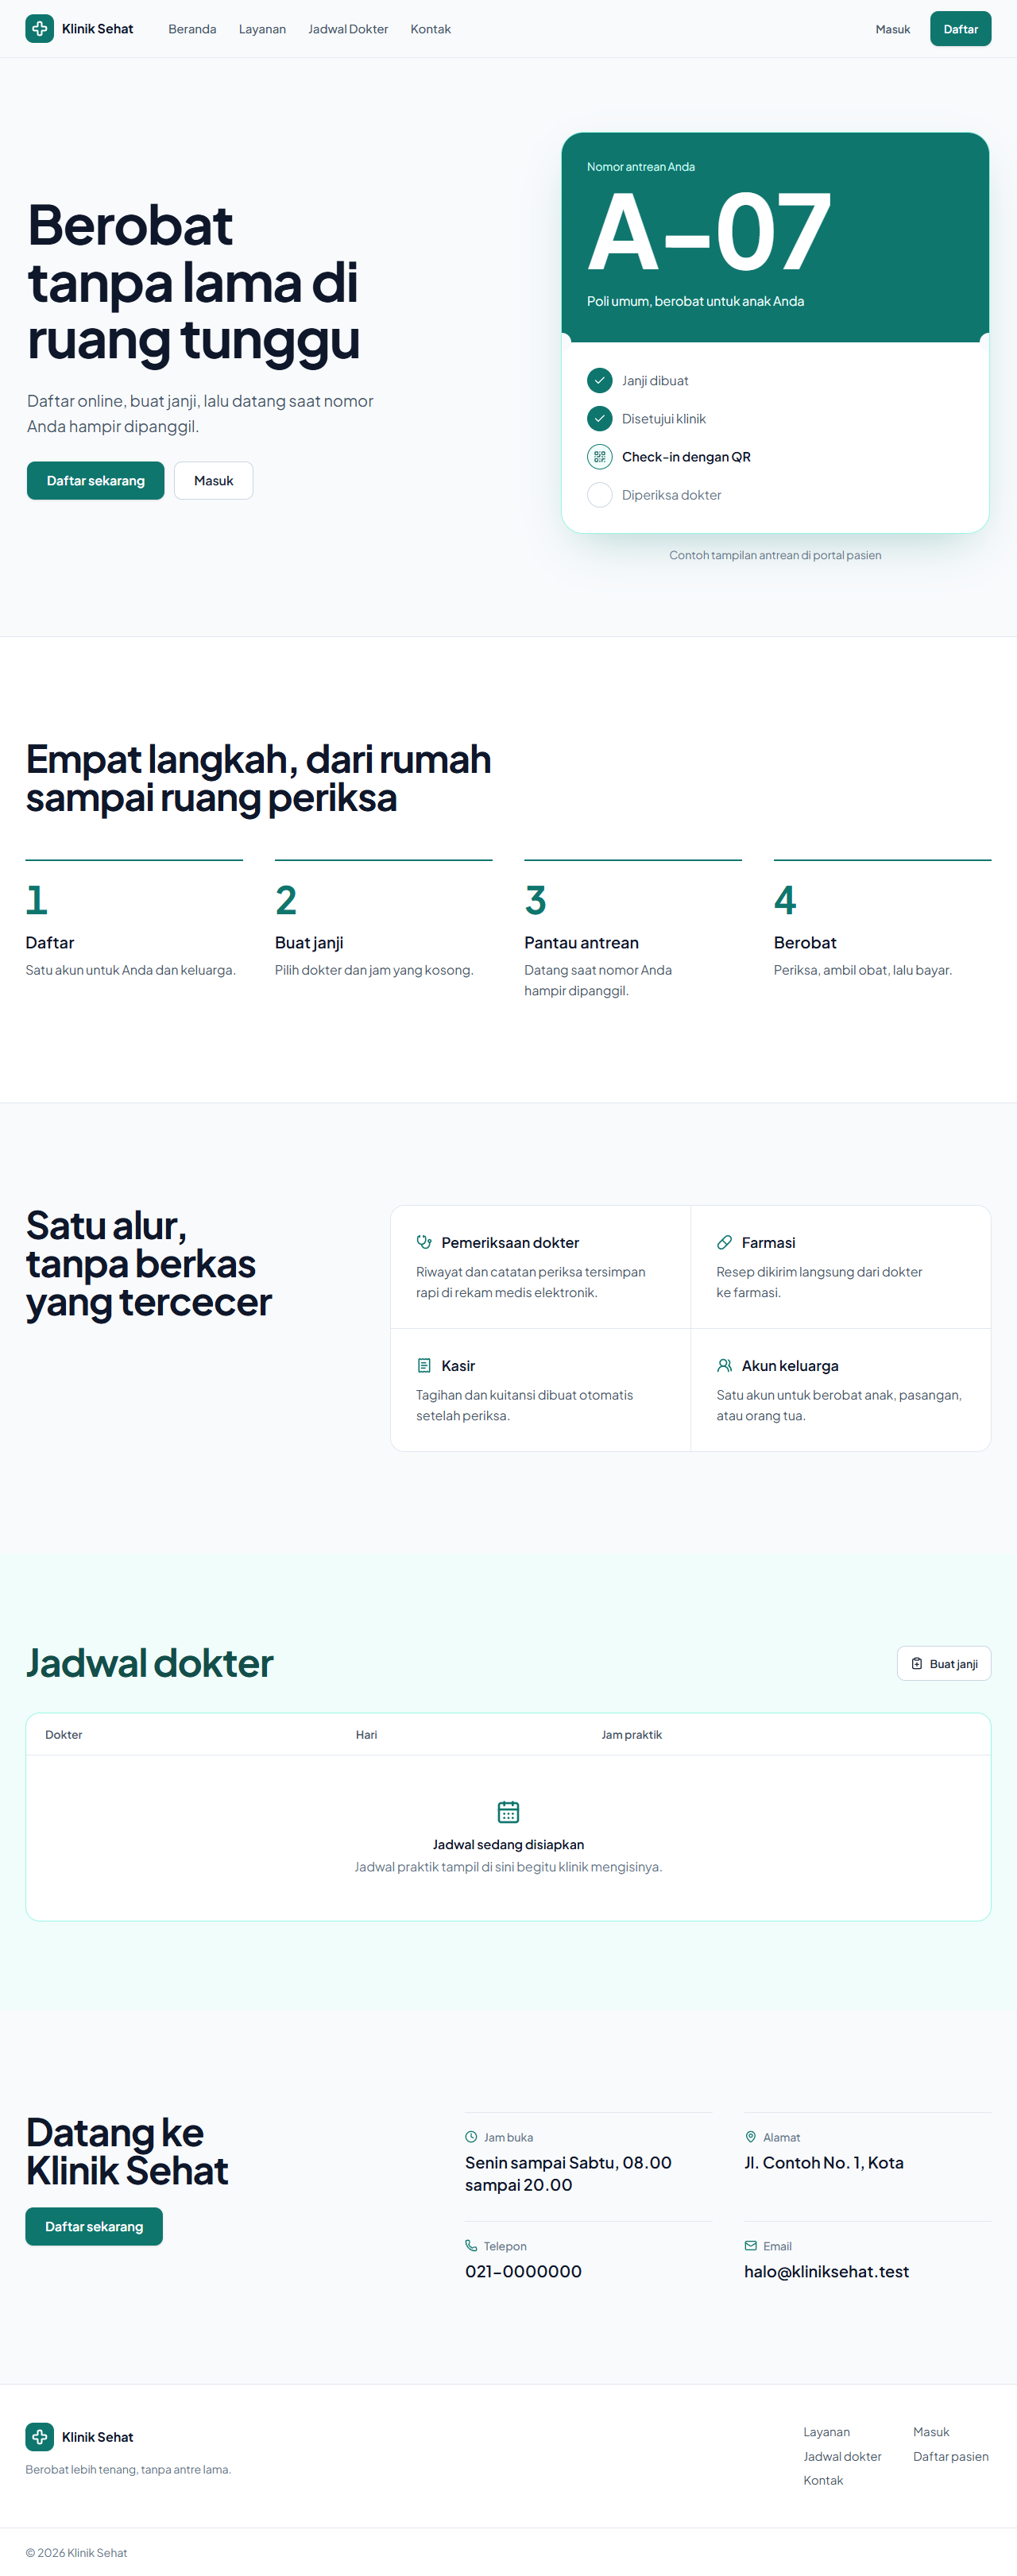 Klinik Sehat
Beranda
Layanan
Jadwal Dokter
Kontak
Masuk
Daftar
Berobat
tanpa lama di
ruang tunggu
Daftar online, buat janji, lalu datang saat nomor
Anda hampir dipanggil.
Daftar sekarang
Masuk
Nomor antrean Anda
A-07
Poli umum, berobat untuk anak Anda
Janji dibuat
Disetujui klinik
Check-in dengan QR
Diperiksa dokter
Contoh tampilan antrean di portal pasien
Empat langkah, dari rumah
sampai ruang periksa
1
Daftar
Satu akun untuk Anda dan keluarga.
2
Buat janji
Pilih dokter dan jam yang kosong.
3
Pantau antrean
Datang saat nomor Anda
hampir dipanggil.
4
Berobat
Periksa, ambil obat, lalu bayar.
Satu alur,
tanpa berkas
yang tercecer
Pemeriksaan dokter
Riwayat dan catatan periksa tersimpan
rapi di rekam medis elektronik.
Farmasi
Resep dikirim langsung dari dokter
ke farmasi.
Kasir
Tagihan dan kuitansi dibuat otomatis
setelah periksa.
Akun keluarga
Satu akun untuk berobat anak, pasangan,
atau orang tua.
Jadwal dokter
Buat janji
Dokter
Hari
Jam praktik
Jadwal sedang disiapkan
Jadwal praktik tampil di sini begitu klinik mengisinya.
Datang ke
Klinik Sehat
Daftar sekarang
Jam buka
Senin sampai Sabtu, 08.00
sampai 20.00
Alamat
Jl. Contoh No. 1, Kota
Telepon
021-0000000
Email
halo@kliniksehat.test
Klinik Sehat
Berobat lebih tenang, tanpa antre lama.
Layanan
Jadwal dokter
Kontak
Masuk
Daftar pasien
© 2026 Klinik Sehat